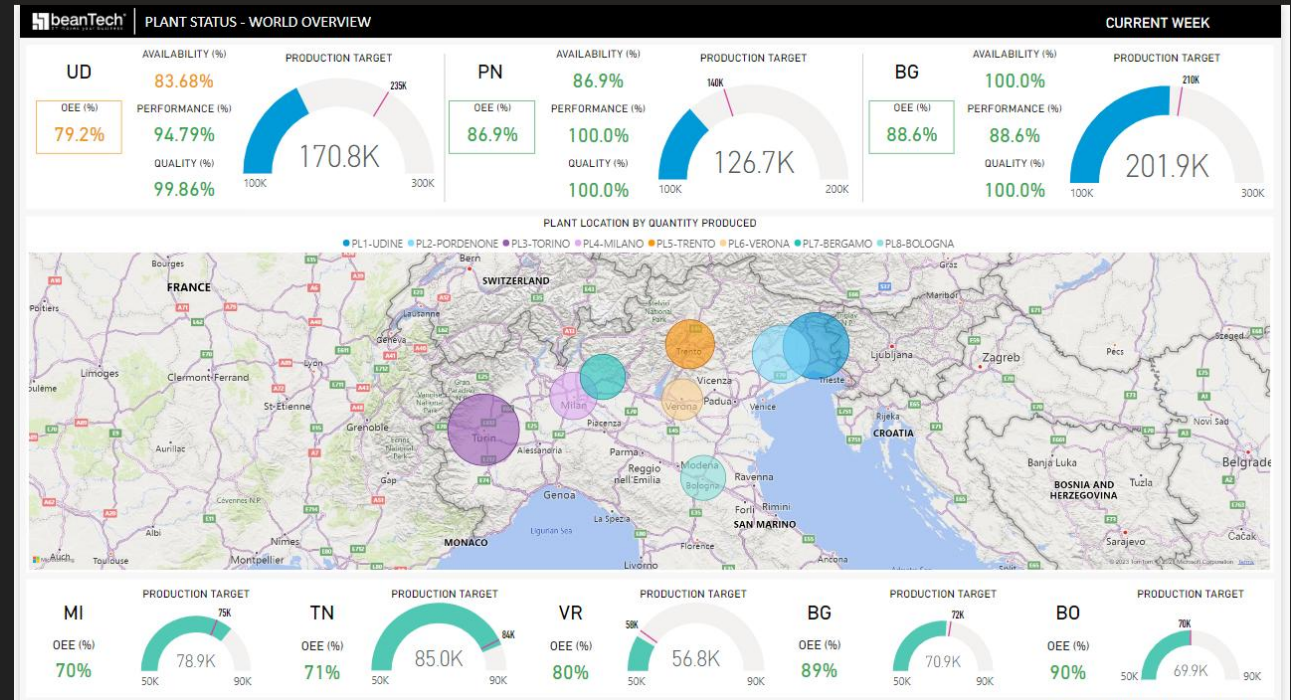 beanTech
PLANT STATUS - WORLD OVERVIEW
CURRENT WEEK
UD
OEE (%)
79.2%
AVAILABILITY (%)
83.68%
PERFORMANCE (%)
94.79%
QUALITY (%)
99.86%
PRODUCTION TARGET
235K
170.8K
100K
300K
PN
OEE (%)
86.9%
AVAILABILITY (%)
86.9%
PERFORMANCE (%)
100.0%
QUALITY (%)
100.0%
PRODUCTION TARGET
140K
126.7K
100K
200K
BG
OEE (%)
88.6%
AVAILABILITY (%)
100.0%
PERFORMANCE (%)
88.6%
QUALITY (%)
100.0%
PRODUCTION TARGET
210K
201.9K
100K
300K
PLANT LOCATION BY QUANTITY PRODUCED
PL1-UDINE PL2-PORDENONE PL3-TORINO PL4-MILANO PL5-TRENTO PL6-VERONA PL7-BERGAMO PL8-BOLOGNA
Bourges
Bern
Graz
FRANCE
SWITZERLAND
Maribor
Poitiers
Lausanne
Geneva
Ljubljana
Zagreb
Pécs
Szeged
Limoges
Clermont-Ferrand
Lyon
Trento
Vicenza
Trieste
St-Étienne
Milan
Verona
Padua
Venice
Rijeka
Novi Sad
Grenoble
Piacenza
CROATIA
Aurillac
Turin
Alessandria
Parma
Banja Luka
Belgrade
Gap
Reggio
nell'Emilia
Modena
Bologna
Ravenna
BOSNIA AND
HERZEGOVINA
Tuzla
Cévennes N.P.
Genoa
Forlì
Rimini
Albi
Nîmes
La Spezia
SAN MARINO
Ligurian Sea
MONACO
Florence
Sarajevo
Čačak
Auch
Toulouse
Montpellier
Livorno
Ancona
Split
© 2023 TomTom, © 2023 Microsoft Corporation Terms
MI
OEE (%)
70%
PRODUCTION TARGET
75K
78.9K
50K
90K
TN
OEE (%)
71%
PRODUCTION TARGET
84K
85.0K
50K
90K
VR
OEE (%)
80%
PRODUCTION TARGET
58K
56.8K
50K
90K
BG
OEE (%)
89%
PRODUCTION TARGET
72K
70.9K
50K
90K
BO
OEE (%)
90%
PRODUCTION TARGET
70K
69.9K
50K
90K